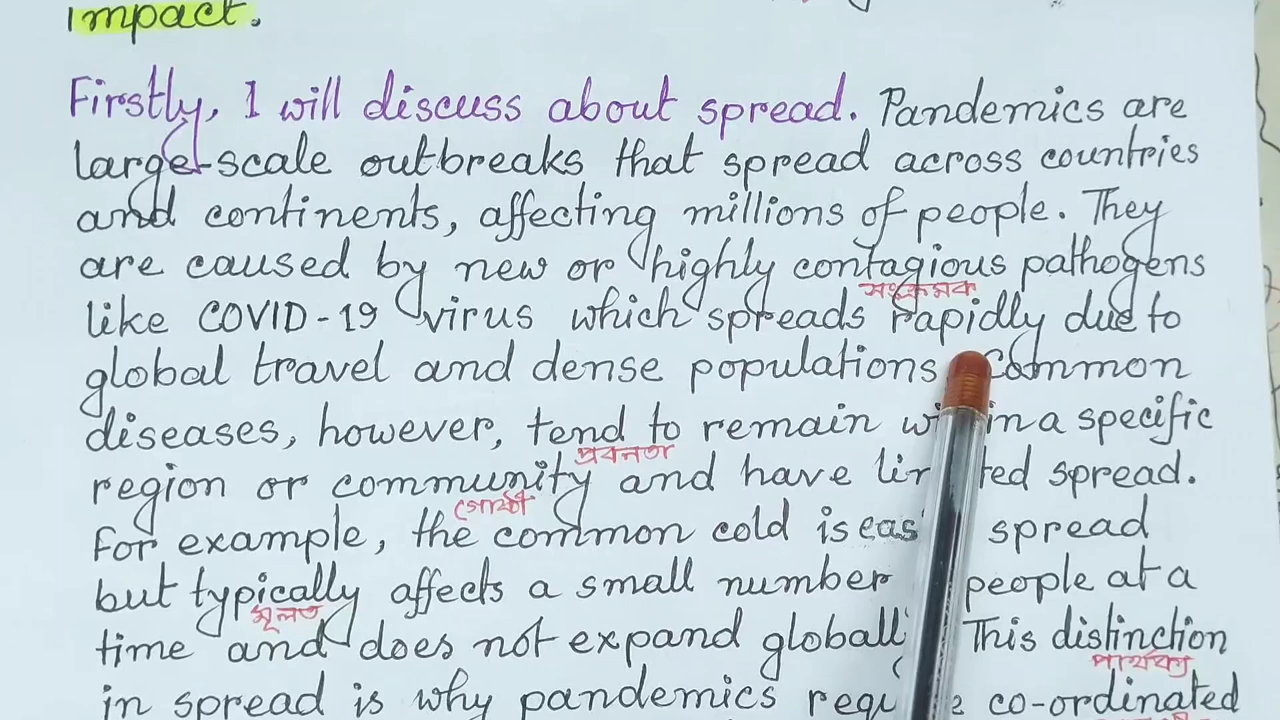 impact.
Firstly, I will discuss about spread. Pandemics are
large-scale outbreaks that spread across countries
and continents, affecting millions of people. They
are caused by new or highly contagious pathogens
সংক্রামক
like COVID-19 virus which spreads rapidly due to
global travel and dense populations. Common
diseases, however, tend to remain in a specific
প্রবনতা
region or community and have spread.
গোষ্ঠী
For example, the common cold is spread
but typically affects a small number people at a
মূলত
time and does not expand This distinction
পার্থক্য
in spread is why pandemics co-ordinated